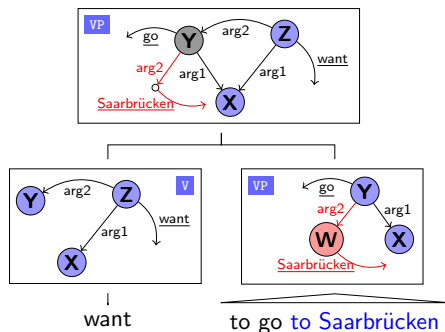 VP
go
Y
arg2
Z
arg2
arg1
arg1
want
Saarbrücken
X
V
Y
arg2
Z
arg1
want
X
VP
go
Y
arg2
arg1
W
X
Saarbrücken
want
to go to Saarbrücken